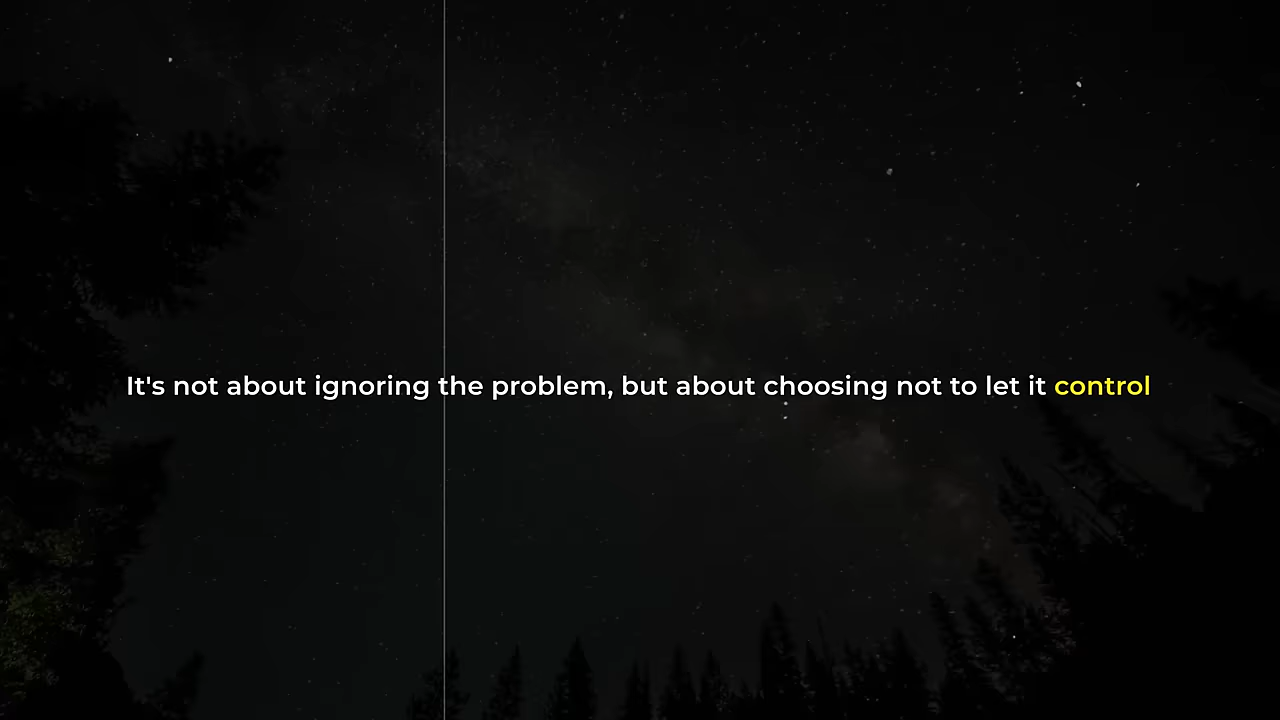 It's not about ignoring the problem, but about choosing not to let it control